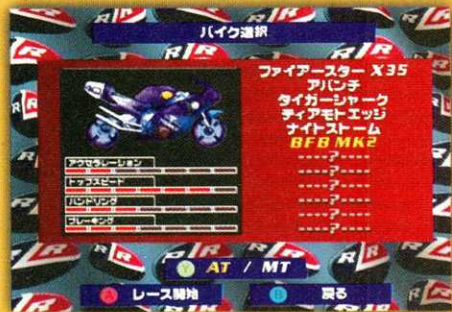 バイク選択
ファイアースター X35
アバンチ
タイガーシャーク
ティアモトエッジ
ナイトストーム
BFB MK2
----?----
----?----
----?----
----?----
----?----
----?----
アクセラレーション
トップスピード
ハンドリング
ブレーキング
Y AT / MT
A レース開始
B 戻る